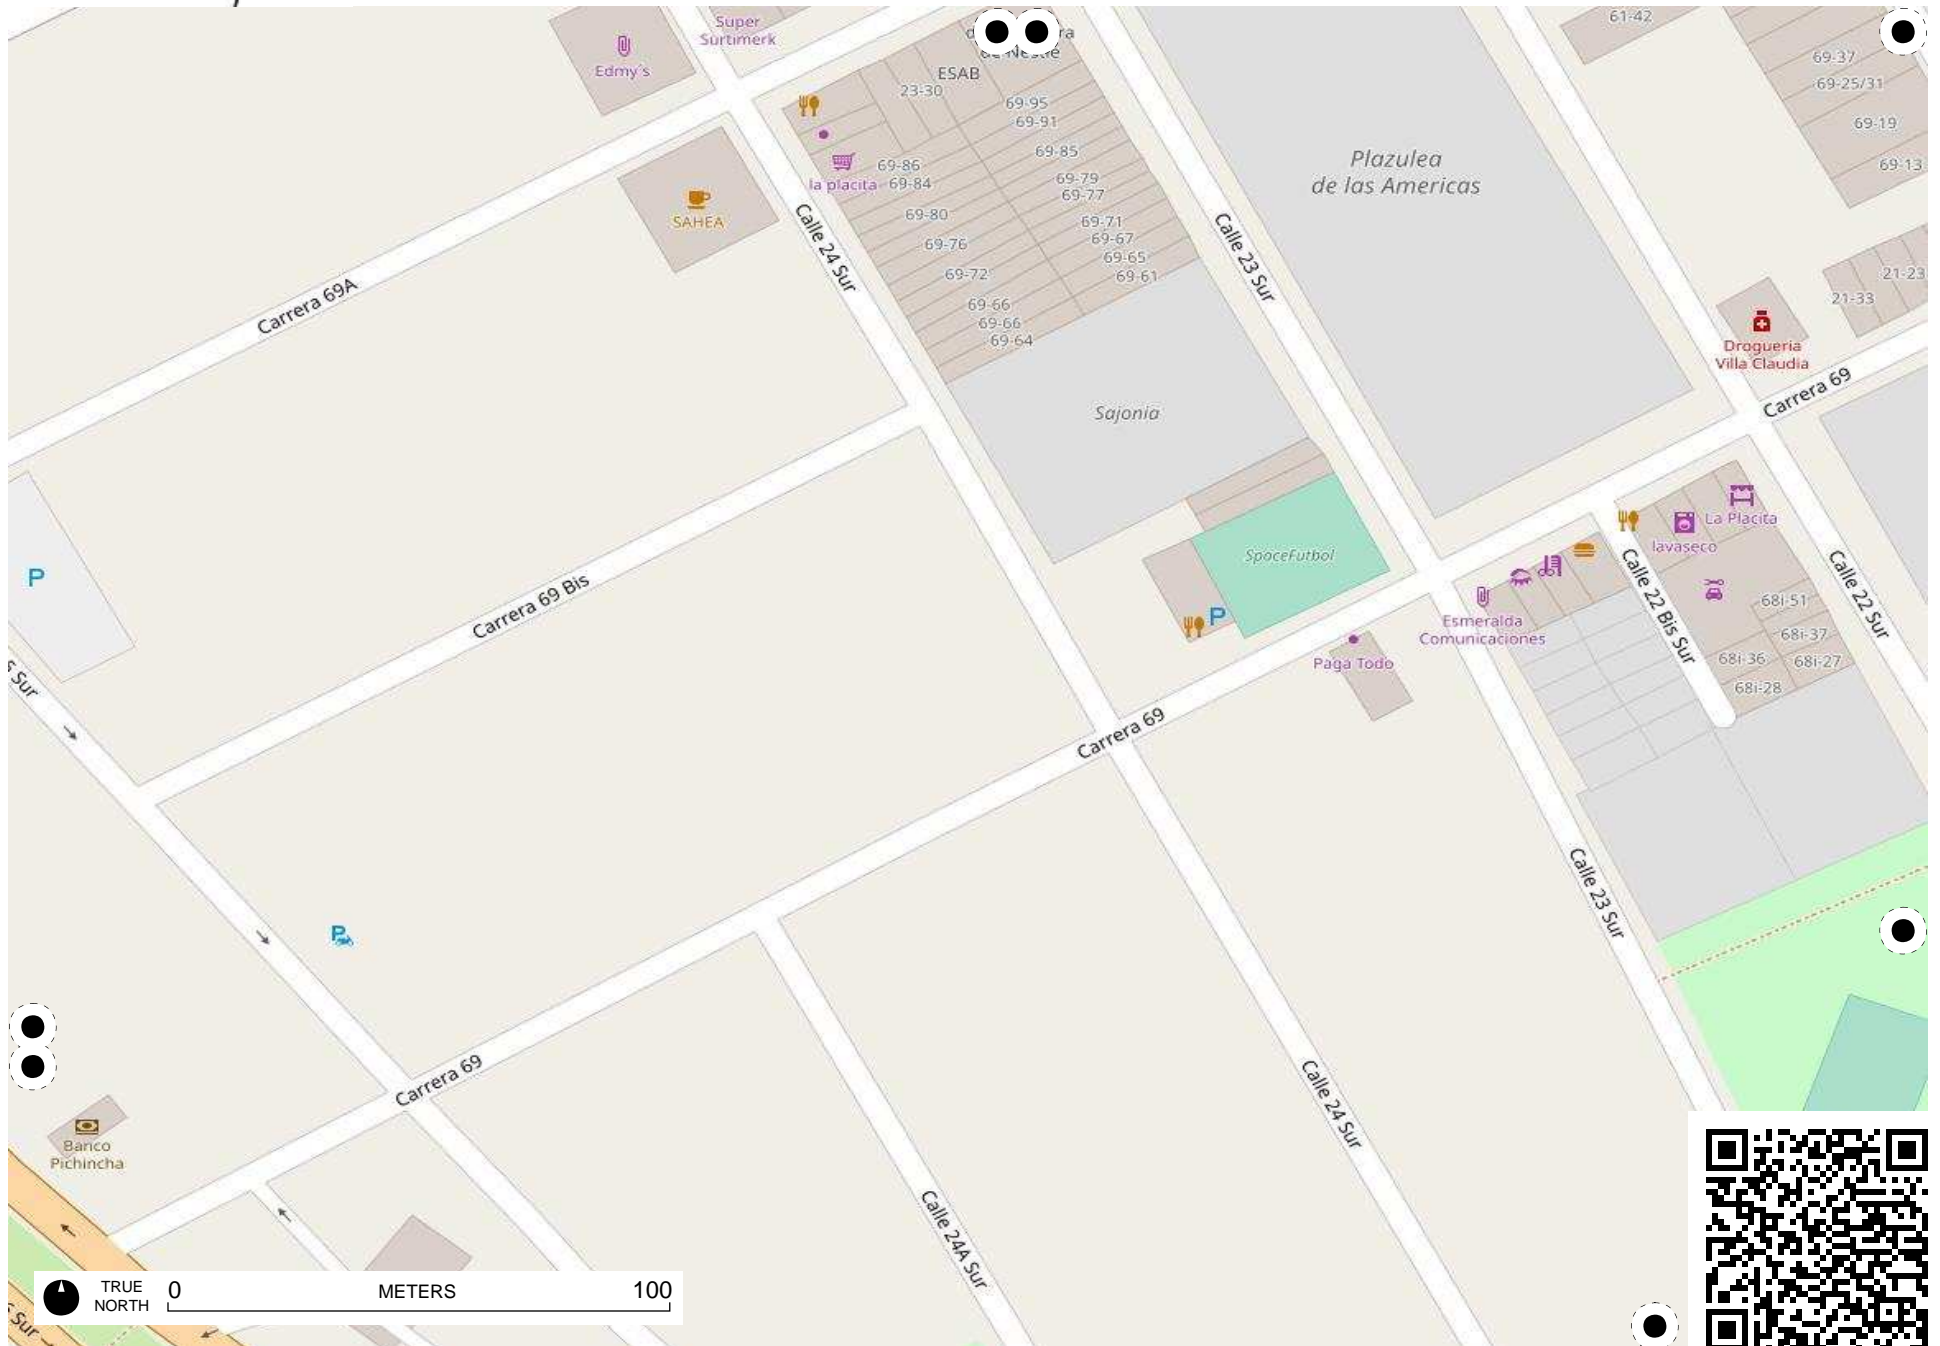 Super
Surtimerk
Edmy's
61-42
de Nestle
ESAB
23-30
69-95
69-91
69-85
69-79
69-77
69-71
69-67
69-65
69-61
69-86
69-84
69-80
69-76
69-72
69-66
69-66
69-64
la placita
SAHEA
Calle 24 Sur
Calle 23 Sur
Plazulea
de las Americas
69-37
69-25/31
69-19
69-13
21-23
21-33
Drogueria
Villa Claudia
Carrera 69
Carrera 69A
Sajonia
SpaceFutbol
P
P
Carrera 69 Bis
La Placita
lavaseco
Calle 22 Bis Sur
Calle 22 Sur
Esmeralda
Comunicaciones
Paga Todo
68i-51
68i-37
68i-36
68i-27
68i-28
Sur
Carrera 69
Calle 23 Sur
P
Carrera 69
Calle 24 Sur
Banco
Pichincha
Calle 24A Sur
TRUE
NORTH
0
METERS
100
Sur